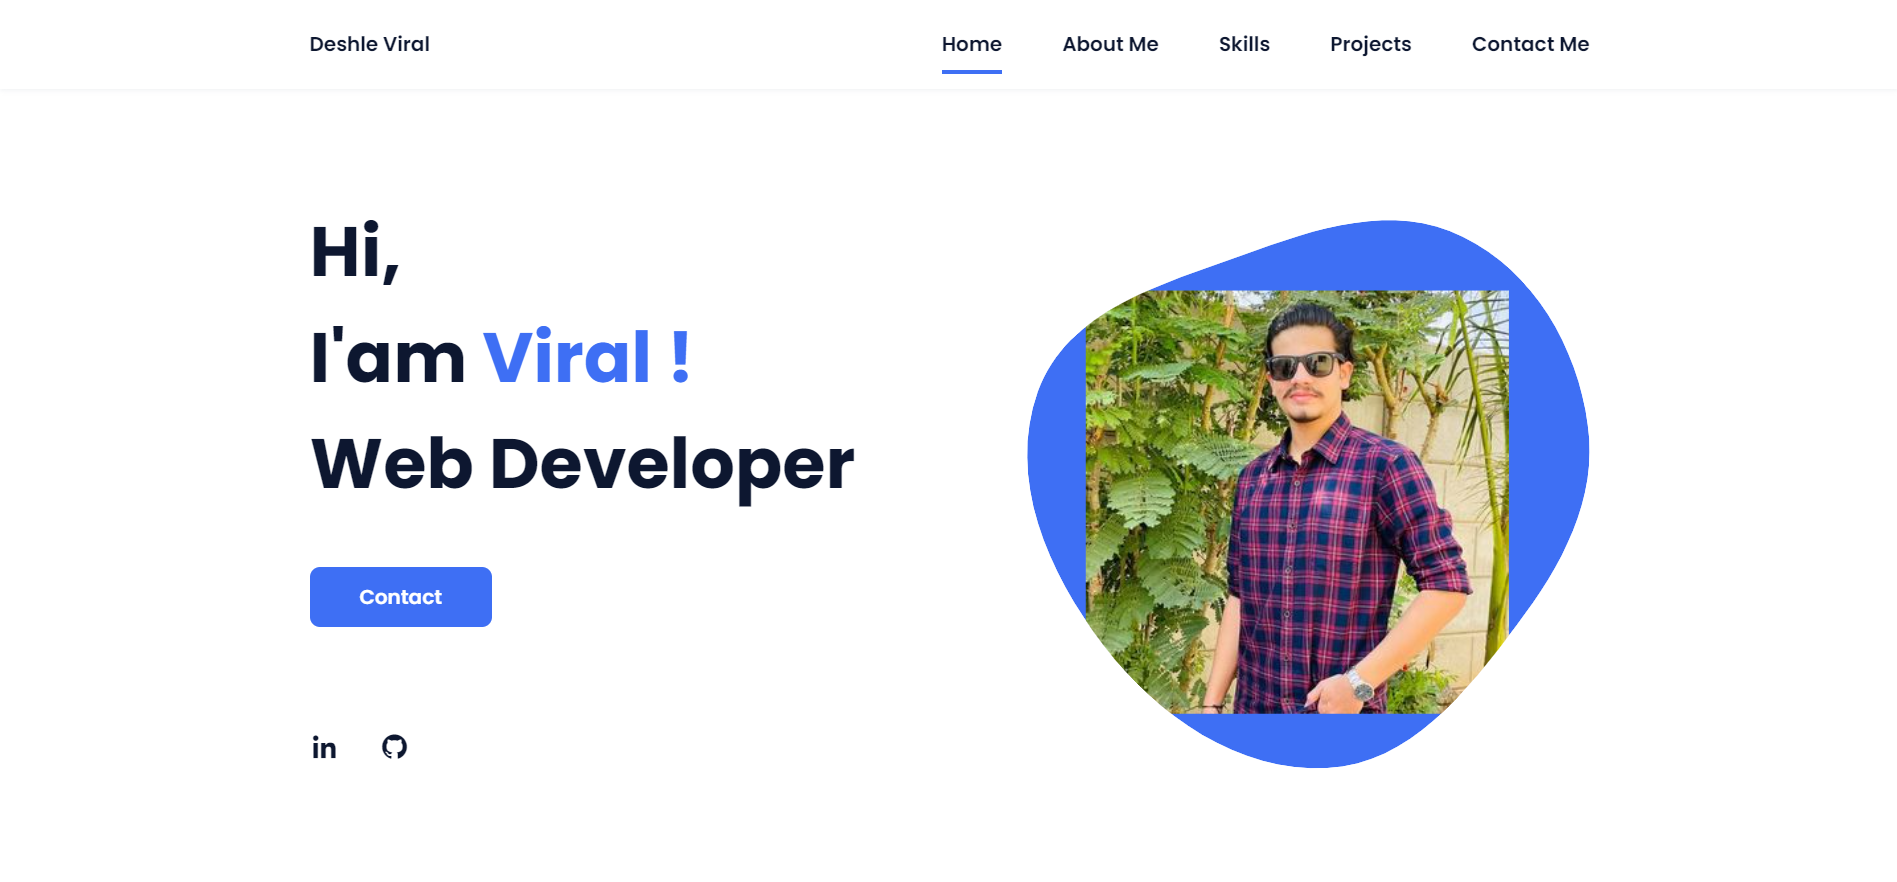 Deshle Viral
Home About Me Skills Projects Contact Me
Hi,
I'am Viral !
Web Developer
Contact
in